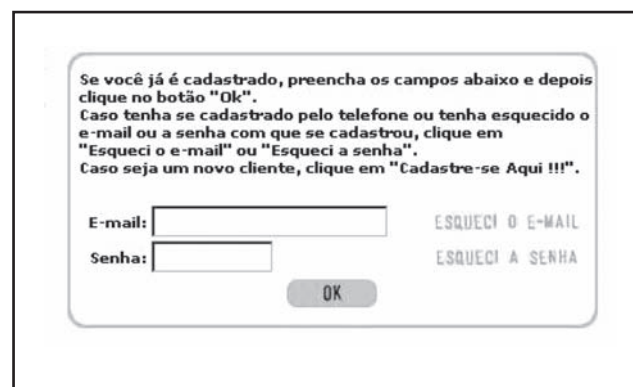 Se você já é cadastrado, preencha os campos abaixo e depois
clique no botão "Ok".
Caso tenha se cadastrado pelo telefone ou tenha esquecido o
e-mail ou a senha com que se cadastrou, clique em
"Esqueci o e-mail" ou "Esqueci a senha".
Caso seja um novo cliente, clique em "Cadastre-se Aqui !!!".
E-mail: ESQUECI O E-MAIL
Senha: ESQUECI A SENHA
OK